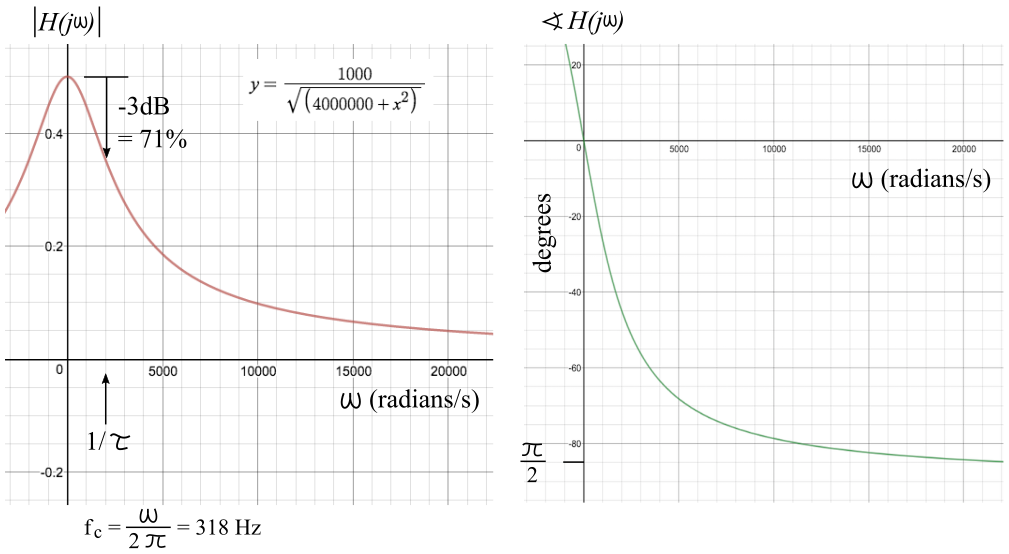 |H(jω)|
y = 1000 / √(4000000 + x²)
-3dB
= 71%
0.4
0.2
0 5000 10000 15000 20000
ω (radians/s)
1/τ
-0.2
f_c = ω / 2π = 318 Hz
∢ H(jω)
20
0 5000 10000 15000 20000
ω (radians/s)
degrees
-20
-40
-60
-80
π
2